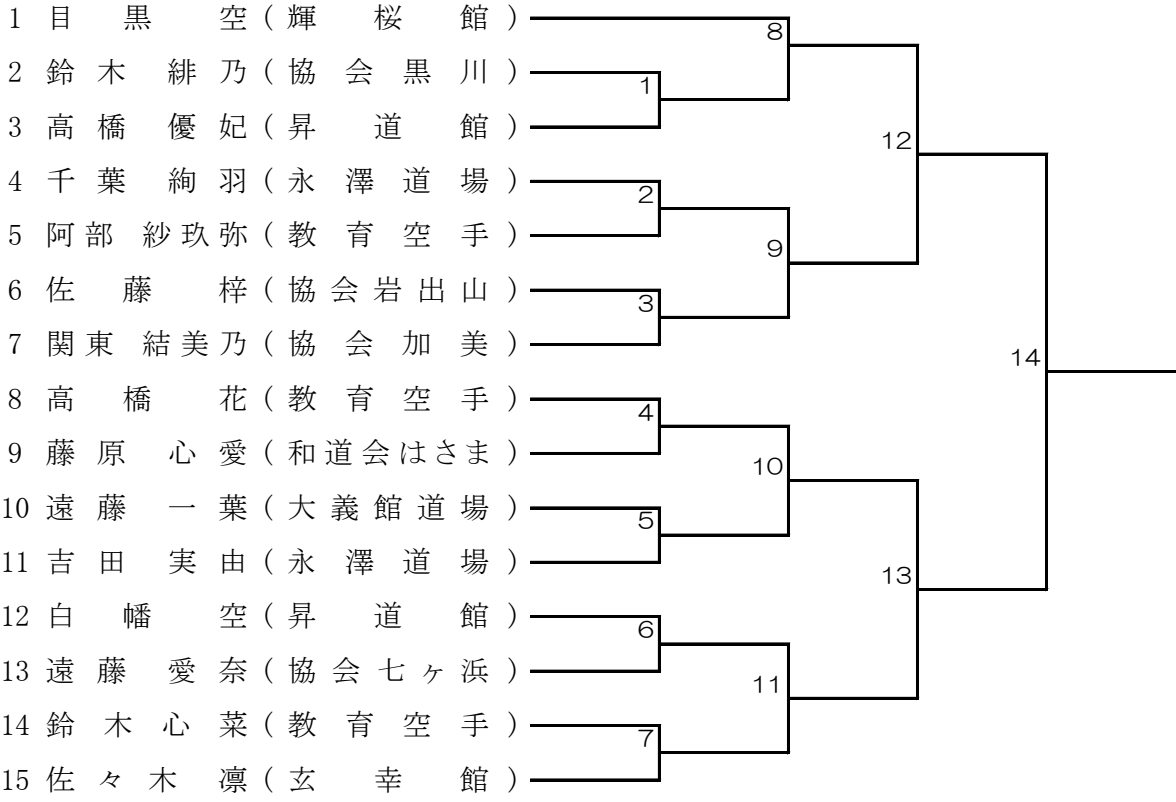 1 目黒 空(輝桜館)
8
2 鈴木 緋乃(協会黒川)
1
3 高橋 優妃(昇道館)
12
4 千葉 絢羽(永澤道場)
2
5 阿部 紗玖弥(教育空手)
9
6 佐藤 梓(協会岩出山)
3
7 関東 結美乃(協会加美)
14
8 高橋 花(教育空手)
4
9 藤原 心愛(和道会はさま)
10
10 遠藤 一葉(大義館道場)
5
11 吉田 実由(永澤道場)
13
12 白幡 空(昇道館)
6
13 遠藤 愛奈(協会七ヶ浜)
11
14 鈴木 心菜(教育空手)
7
15 佐々木 凛(玄幸館)